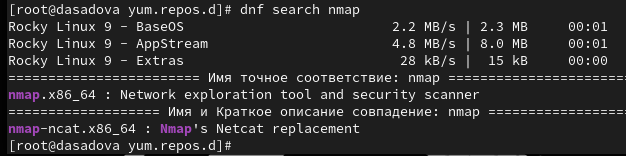 [root@dasadova yum.repos.d]# dnf search nmap
Rocky Linux 9 - BaseOS                          2.2 MB/s | 2.3 MB     00:01
Rocky Linux 9 - AppStream                       4.8 MB/s | 8.0 MB     00:01
Rocky Linux 9 - Extras                           28 kB/s |  15 kB     00:00
======================== Имя точное соответствие: nmap ======================
nmap.x86_64 : Network exploration tool and security scanner
=================== Имя и Краткое описание совпадение: nmap =================
nmap-ncat.x86_64 : Nmap's Netcat replacement
[root@dasadova yum.repos.d]#